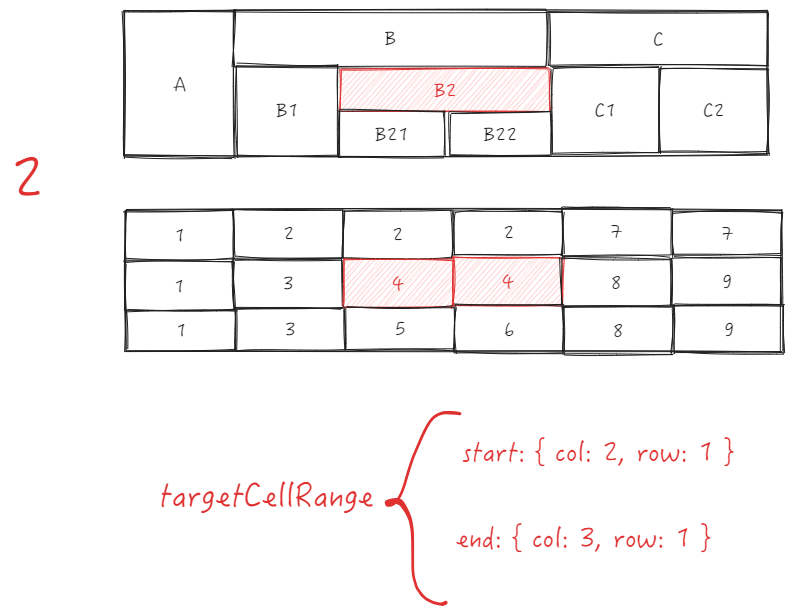 B C
A
B2
B1 C1 C2
B21 B22
2
1 2 2 2 7 7
1 3 4 4 8 9
1 3 5 6 8 9
start: { col: 2, row: 1 }
targetCellRange
end: { col: 3, row: 1 }